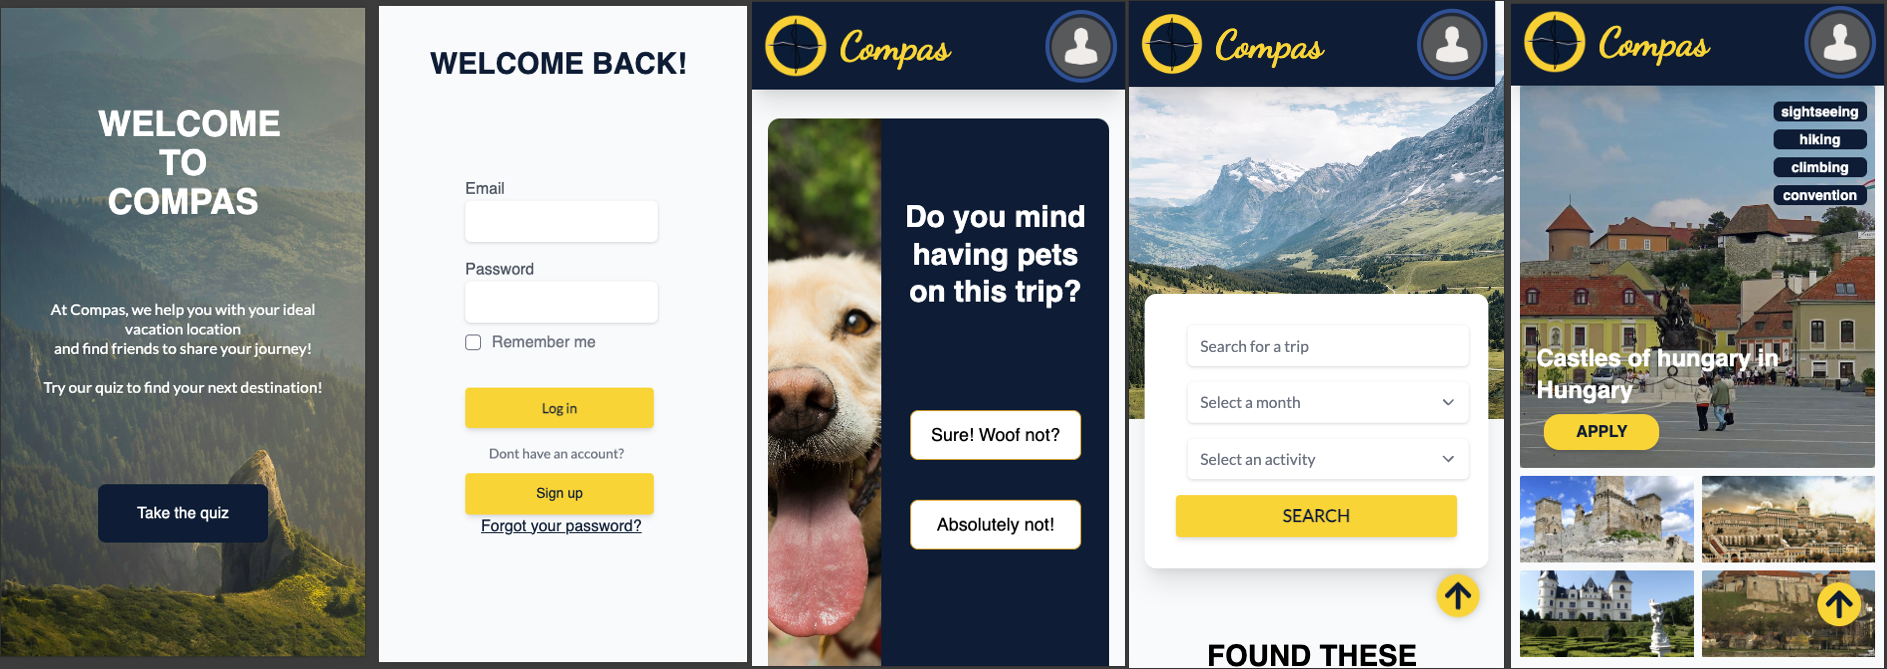 WELCOME
TO
COMPAS
At Compas, we help you with your ideal
vacation location
and find friends to share your journey!
Try our quiz to find your next destination!
Take the quiz
WELCOME BACK!
Email
Password
Remember me
Log in
Dont have an account?
Sign up
Forgot your password?
Compas
Do you mind
having pets
on this trip?
Sure! Woof not?
Absolutely not!
Compas
Search for a trip
Select a month
Select an activity
SEARCH
FOUND THESE
Compas
sightseeing
hiking
climbing
convention
Castles of hungary in
Hungary
APPLY